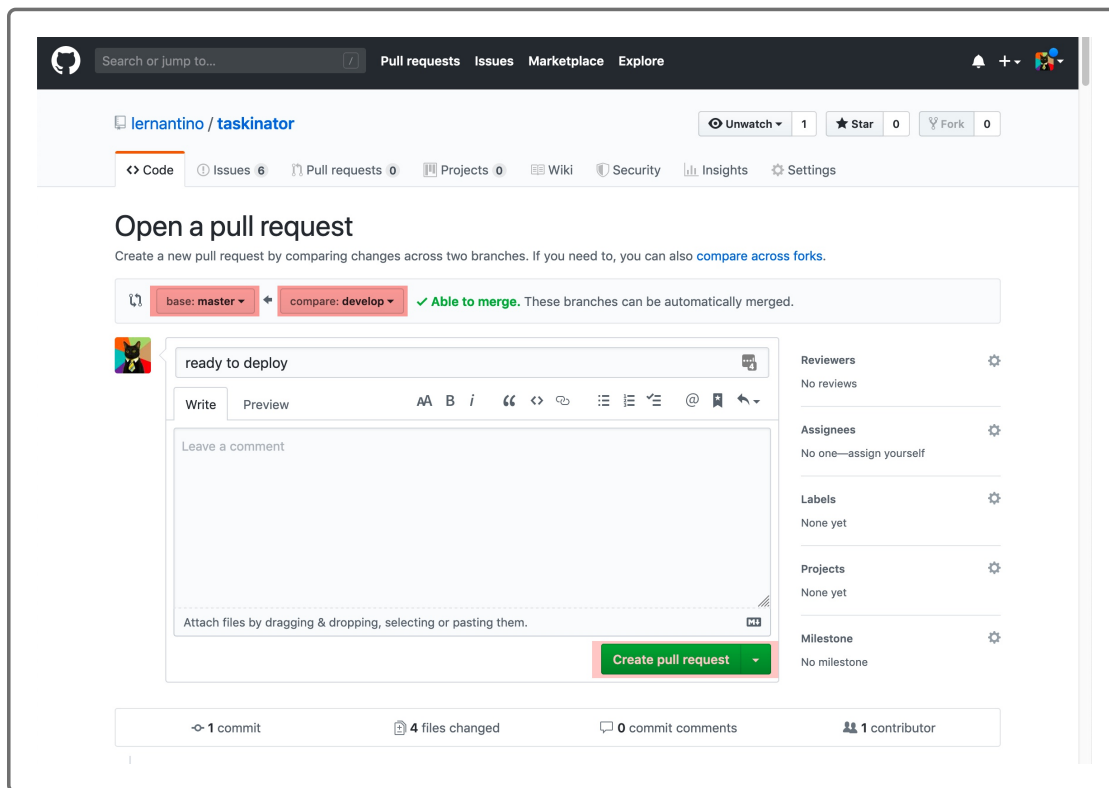 Search or jump to... / Pull requests Issues Marketplace Explore
lernantino / taskinator Unwatch 1 Star 0 Fork 0
Code Issues 6 Pull requests 0 Projects 0 Wiki Security Insights Settings
Open a pull request
Create a new pull request by comparing changes across two branches. If you need to, you can also compare across forks.
base: master compare: develop ✓ Able to merge. These branches can be automatically merged.
ready to deploy 4
Write Preview AA B i
Leave a comment
Attach files by dragging & dropping, selecting or pasting them. M
Create pull request
Reviewers
No reviews
Assignees
No one—assign yourself
Labels
None yet
Projects
None yet
Milestone
No milestone
1 commit 4 files changed 0 commit comments 1 contributor